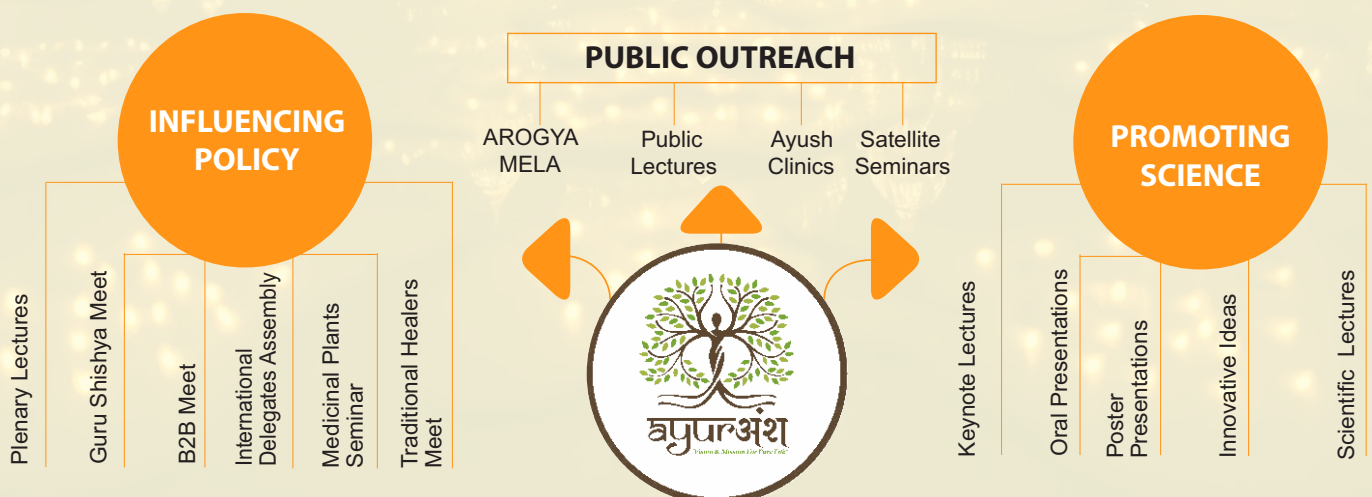 INFLUENCING
POLICY
Plenary Lectures
Guru Shishya Meet
B2B Meet
International
Delegates Assembly
Medicinal Plants
Seminar
Traditional Healers
Meet
PUBLIC OUTREACH
AROGYA
MELA
Public
Lectures
Ayush
Clinics
Satellite
Seminars
ayurअंश
PROMOTING
SCIENCE
Keynote Lectures
Oral Presentations
Poster
Presentations
Innovative Ideas
Scientific Lectures